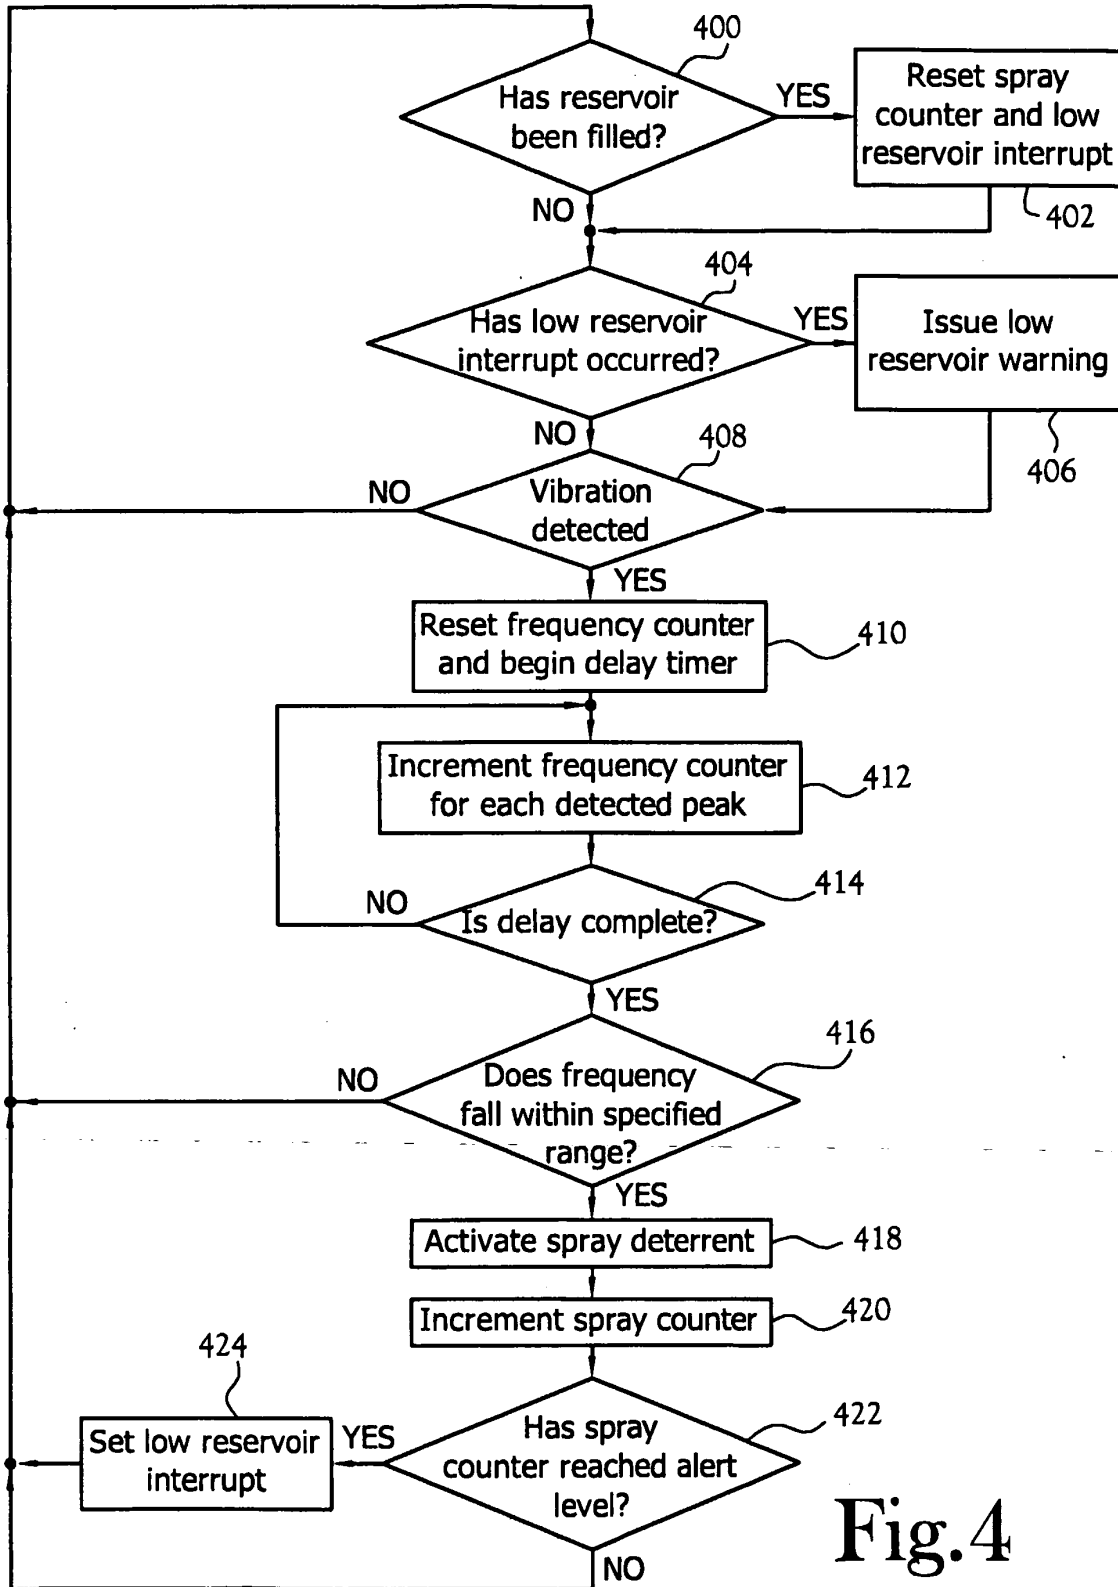 400
Has reservoir
been filled?
YES
Reset spray
counter and low
reservoir interrupt
402
NO
404
Has low reservoir
interrupt occurred?
YES
Issue low
reservoir warning
406
NO
408
Vibration
detected
NO
YES
Reset frequency counter
and begin delay timer
410
Increment frequency counter
for each detected peak
412
414
Is delay complete?
NO
YES
416
Does frequency
fall within specified
range?
NO
YES
Activate spray deterrent
418
Increment spray counter
420
424
Set low reservoir
interrupt
YES
Has spray
counter reached alert
level?
422
NO
Fig.4